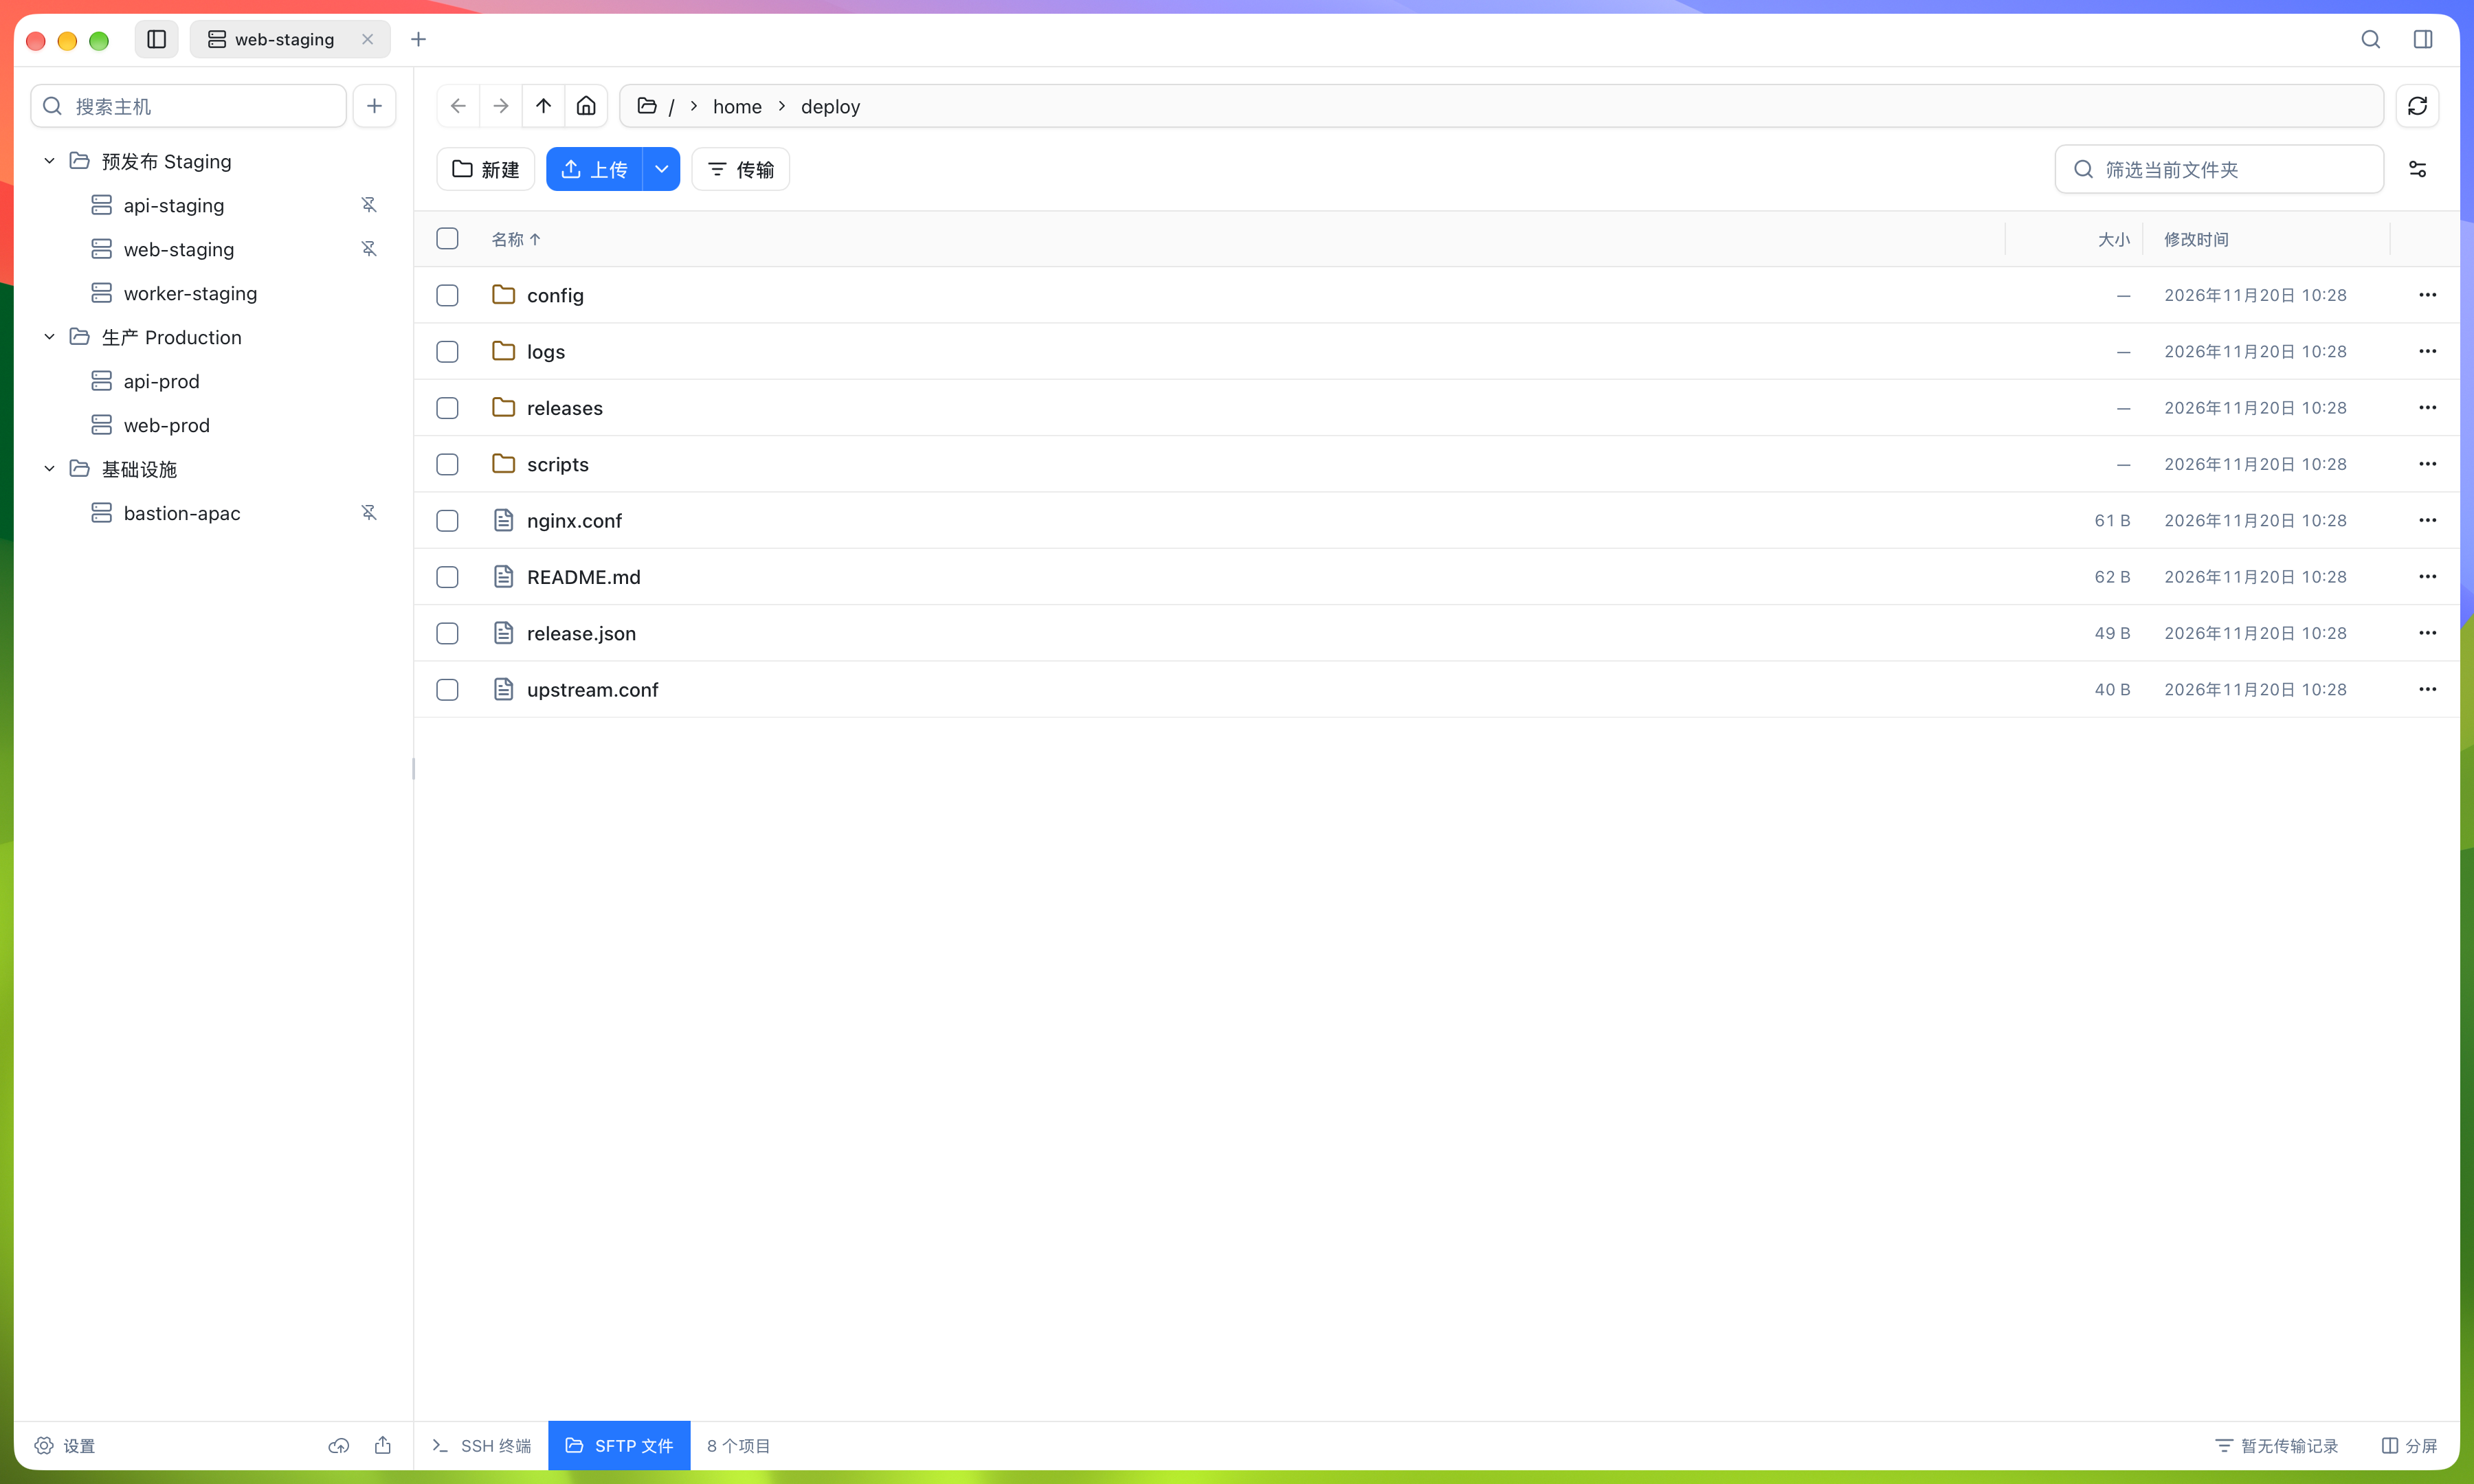 web-staging
搜索主机
预发布 Staging
api-staging
web-staging
worker-staging
生产 Production
api-prod
web-prod
基础设施
bastion-apac
设置
/ > home > deploy
新建 上传 传输 筛选当前文件夹
名称 大小 修改时间
config — 2026年11月20日 10:28
logs — 2026年11月20日 10:28
releases — 2026年11月20日 10:28
scripts — 2026年11月20日 10:28
nginx.conf 61 B 2026年11月20日 10:28
README.md 62 B 2026年11月20日 10:28
release.json 49 B 2026年11月20日 10:28
upstream.conf 40 B 2026年11月20日 10:28
SSH 终端 SFTP 文件 8 个项目 暂无传输记录 分屏